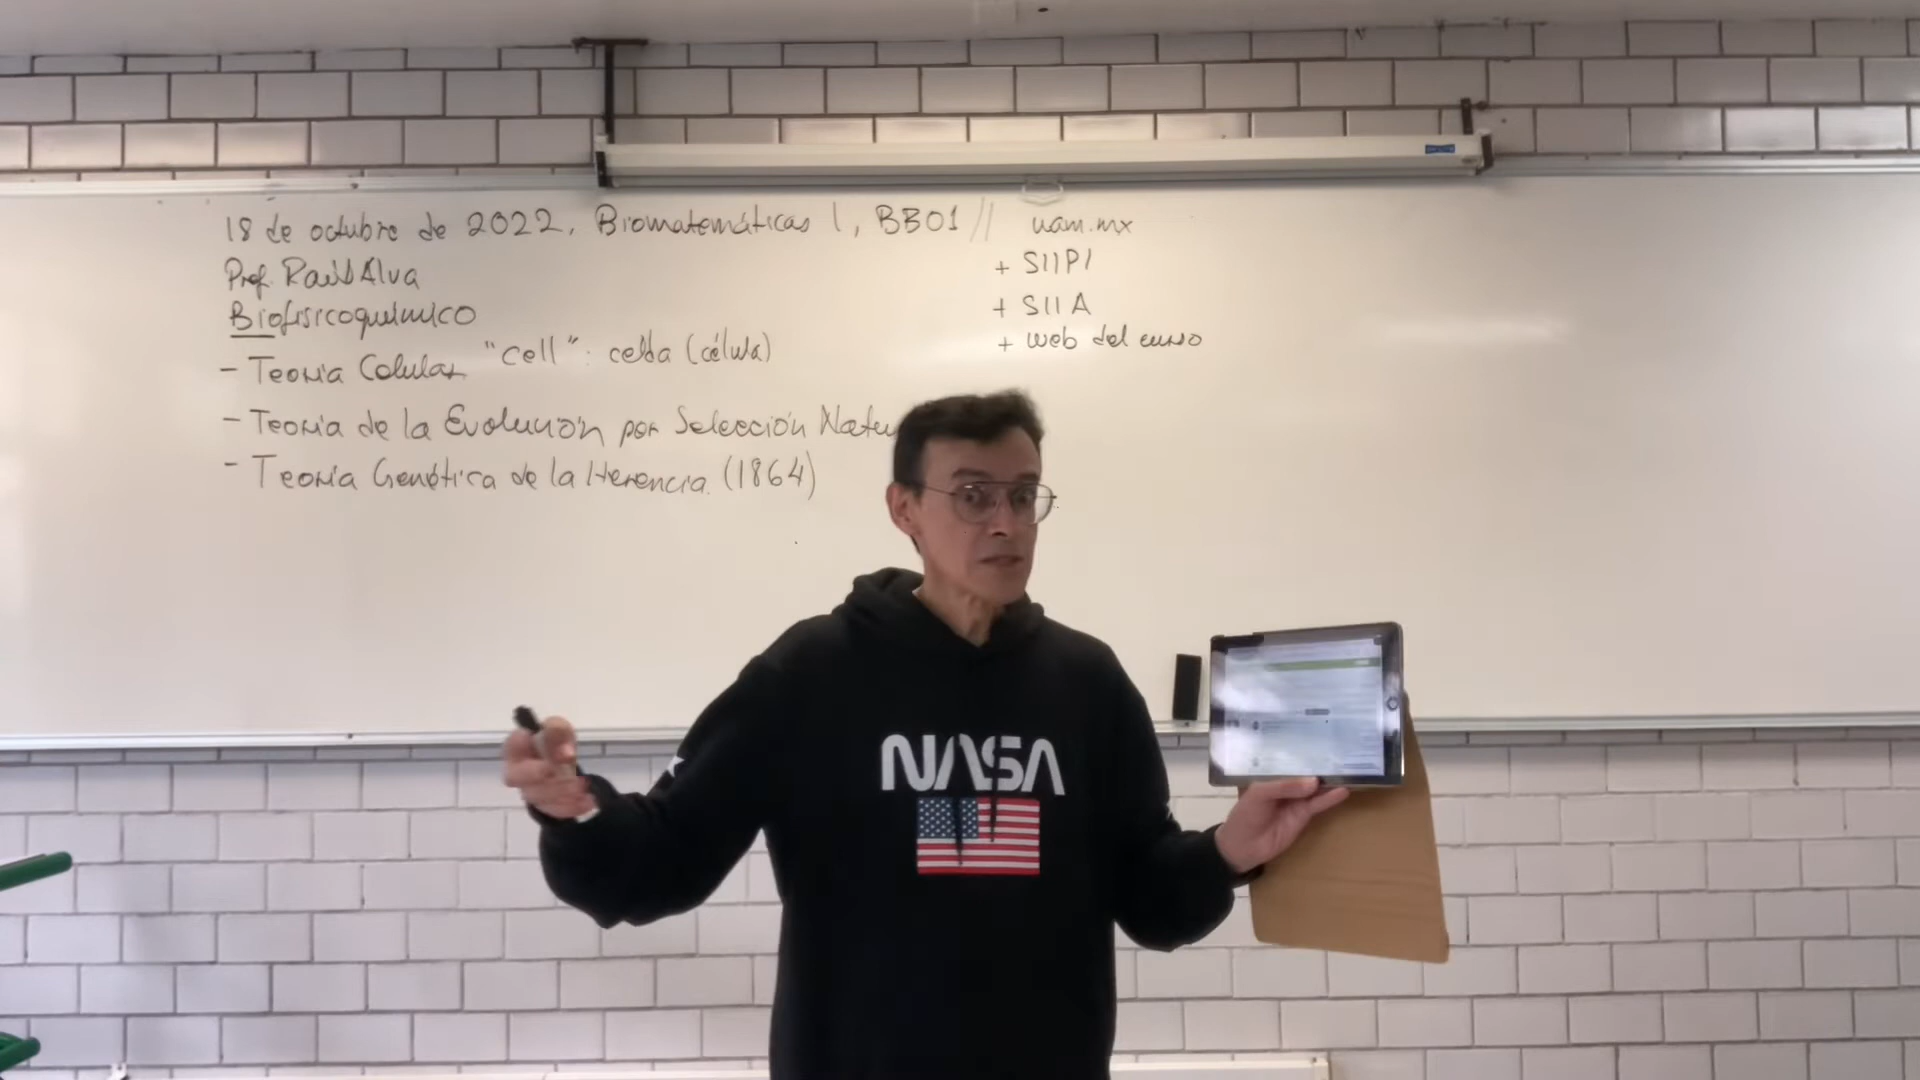 18 de octubre de 2022, Biomatemáticas I, BB01 //
Prof. Raúl Alva
Biofisicoquímico
- Teoría Celular "cell": celda (célula)
- Teoría de la Evolución por Selección Natu
- Teoría Genética de la Herencia. (1864)
uam.mx
+ SIIPI
+ SIIA
+ web del curso
NASA